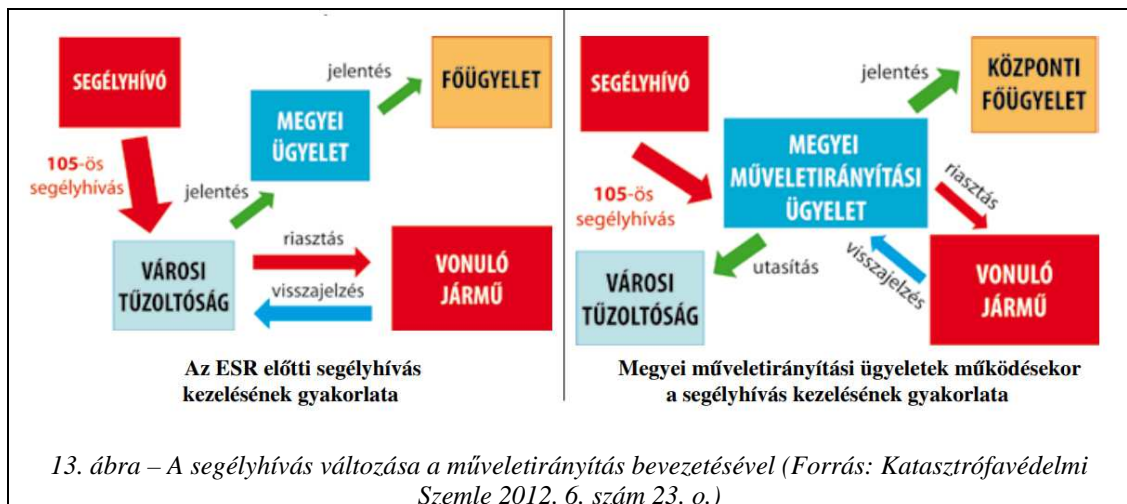 SEGÉLYHÍVÓ
105-ös
segélyhívás
VÁROSI
TŰZOLTÓSÁG
jelentés
MEGYEI
ÜGYELET
jelentés
FŐÜGYELET
riasztás
visszajelzés
VONULÓ
JÁRMŰ
Az ESR előtti segélyhívás
kezelésének gyakorlata
SEGÉLYHÍVÓ
105-ös
segélyhívás
MEGYEI
MŰVELETIRÁNYÍTÁSI
ÜGYELET
jelentés
KÖZPONTI
FŐÜGYELET
riasztás
visszajelzés
VONULÓ
JÁRMŰ
utasítás
VÁROSI
TŰZOLTÓSÁG
Megyei műveletirányítási ügyeletek működésekor
a segélyhívás kezelésének gyakorlata
13. ábra – A segélyhívás változása a műveletirányítás bevezetésével (Forrás: Katasztrófavédelmi
Szemle 2012. 6. szám 23. o.)